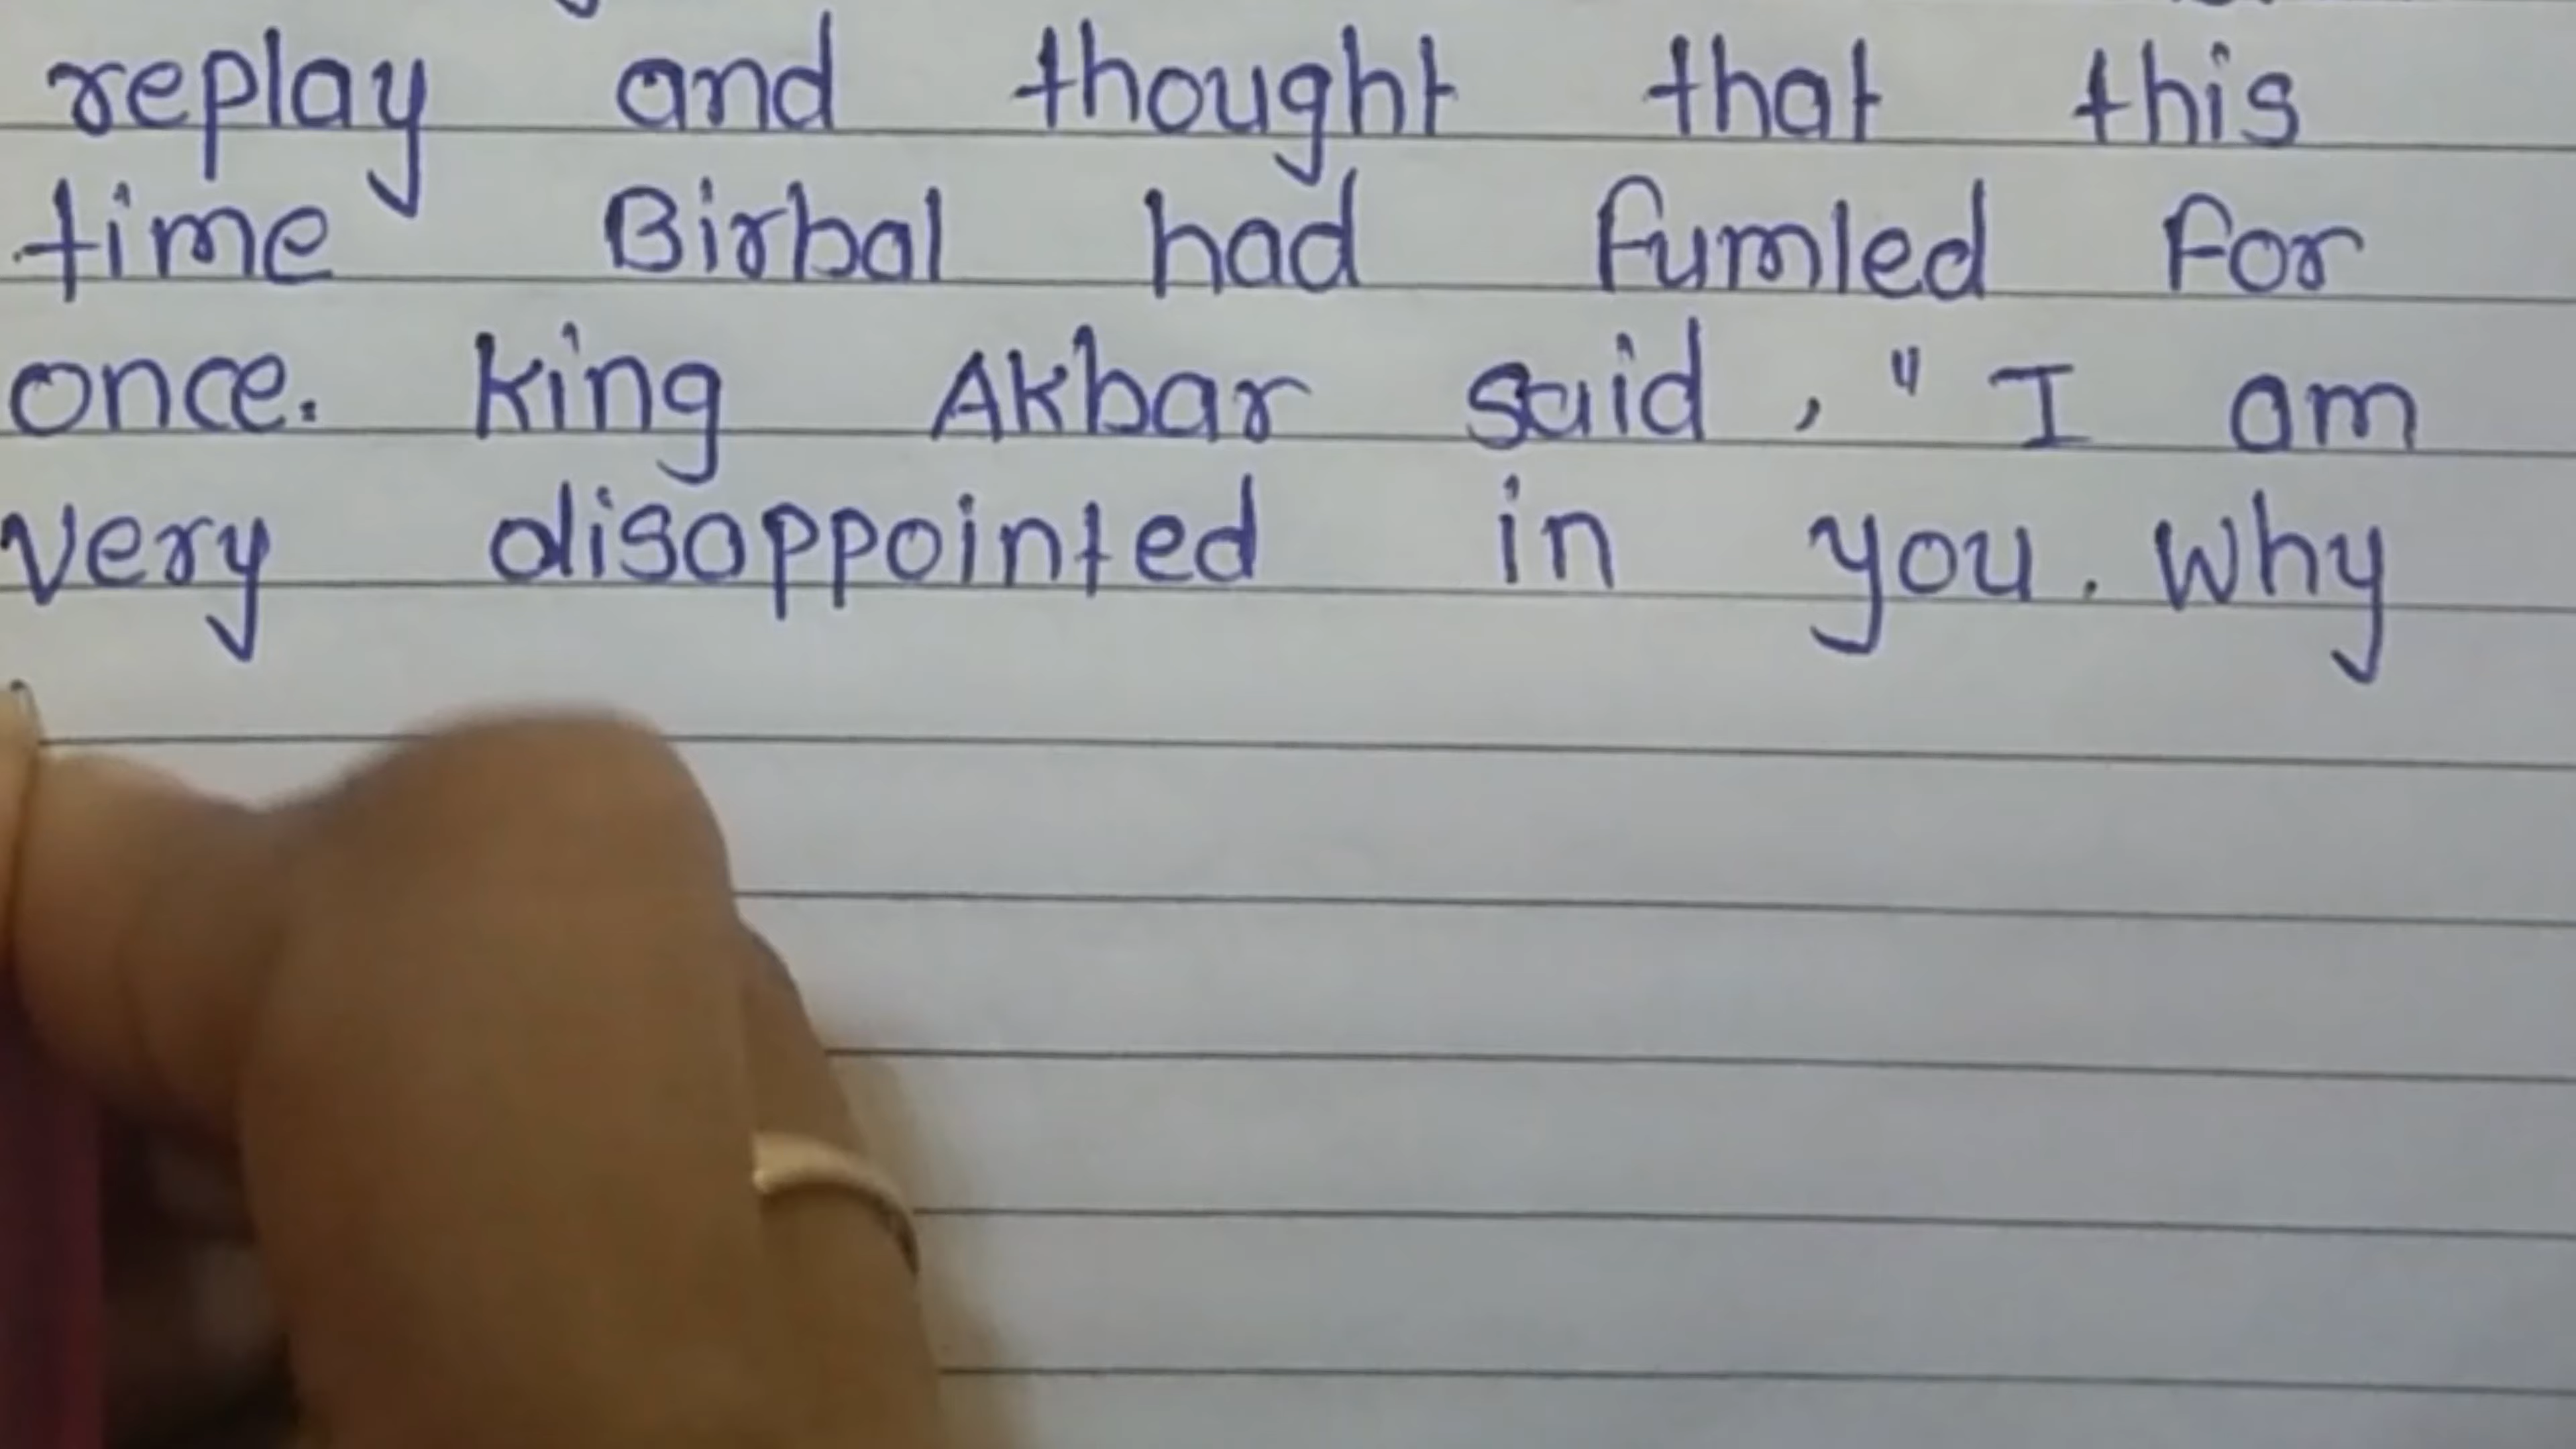 replay and thought that this
time Birbal had fumled for
once. King Akbar said, "I am
very disappointed in you. Why